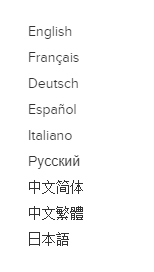 English
Français
Deutsch
Español
Italiano
Русский
中文简体
中文繁體
日本語